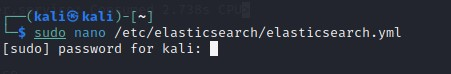 ┌──(kali㉿kali)-[~]
└─$ sudo nano /etc/elasticsearch/elasticsearch.yml
[sudo] password for kali: